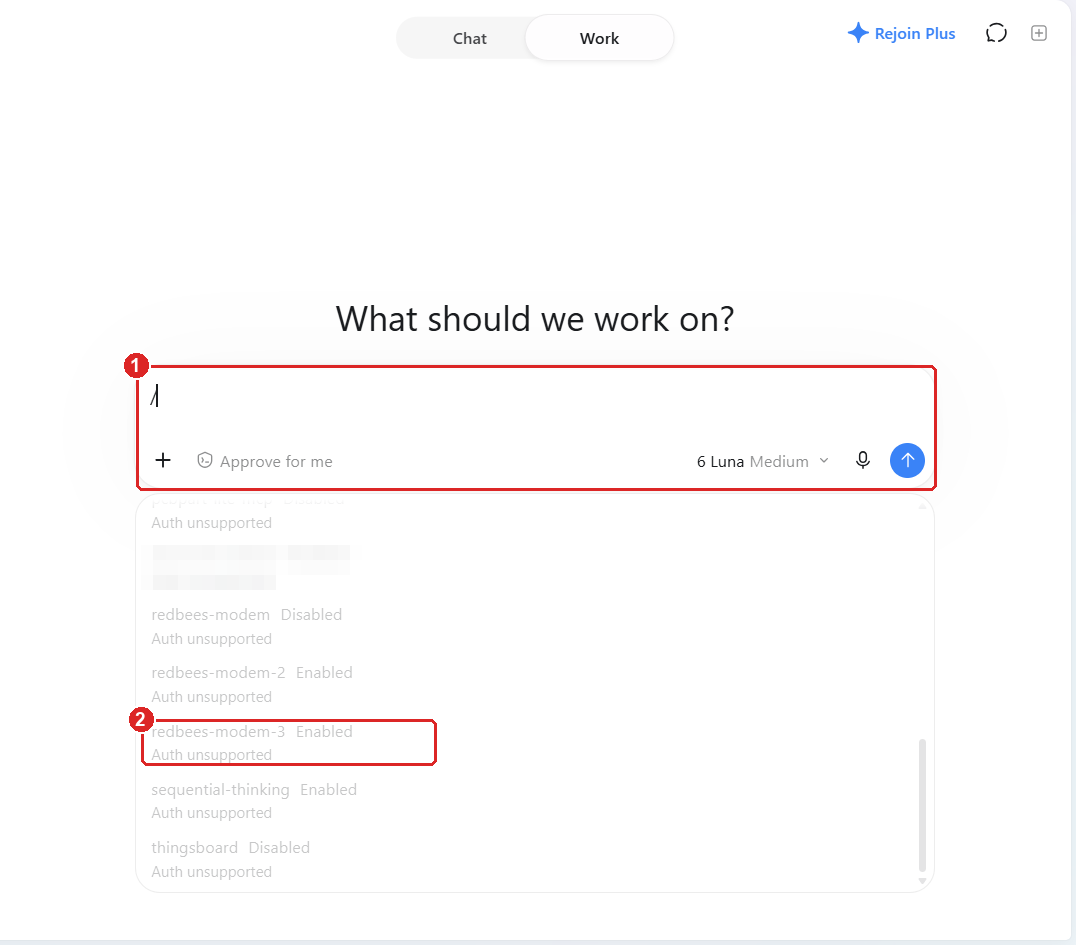 Chat
Work
Rejoin Plus
What should we work on?
1
/
Approve for me
6 Luna Medium
Auth unsupported
redbees-modem Disabled
Auth unsupported
redbees-modem-2 Enabled
Auth unsupported
2
redbees-modem-3 Enabled
Auth unsupported
sequential-thinking Enabled
Auth unsupported
thingsboard Disabled
Auth unsupported